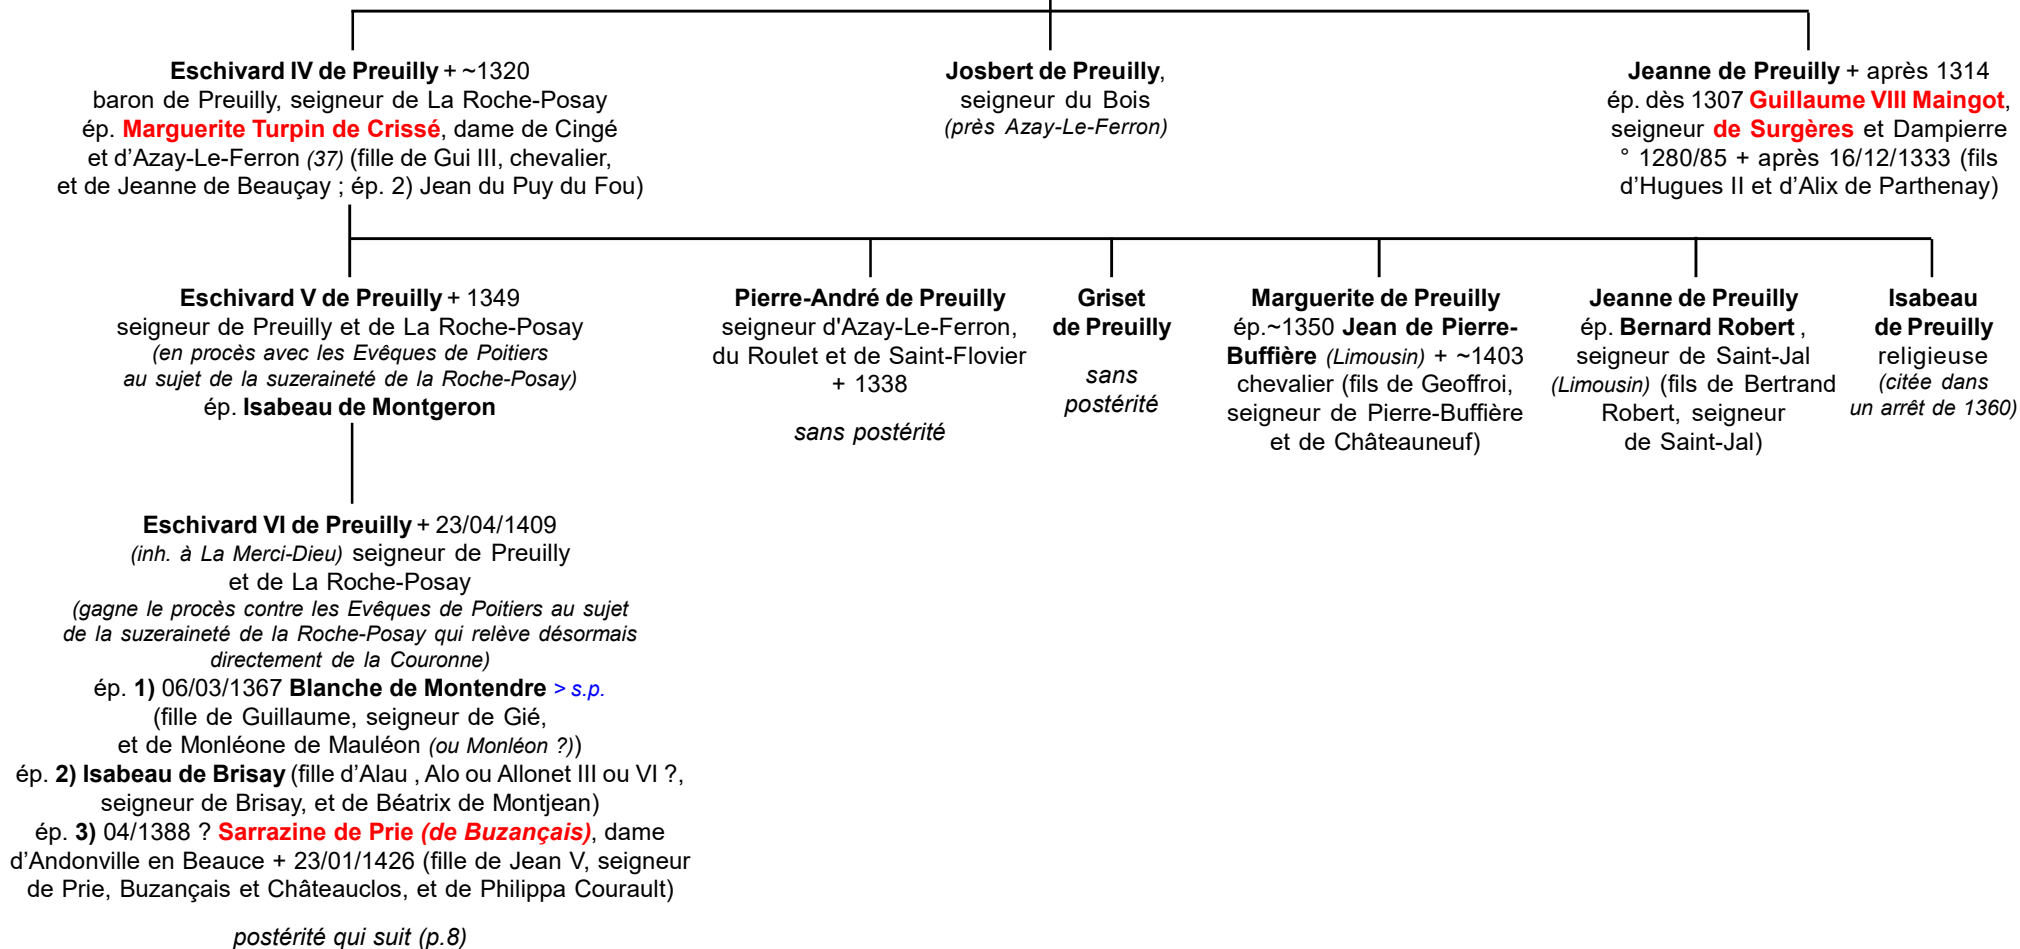 Eschivard IV de Preuilly + ~1320
baron de Preuilly, seigneur de La Roche-Posay
ép. Marguerite Turpin de Crissé, dame de Cingé
et d'Azay-Le-Ferron (37) (fille de Gui III, chevalier,
et de Jeanne de Beauçay ; ép. 2) Jean du Puy du Fou)
Josbert de Preuilly,
seigneur du Bois
(près Azay-Le-Ferron)
Jeanne de Preuilly + après 1314
ép. dès 1307 Guillaume VIII Maingot,
seigneur de Surgères et Dampierre
° 1280/85 + après 16/12/1333 (fils
d'Hugues II et d'Alix de Parthenay)
Eschivard V de Preuilly + 1349
seigneur de Preuilly et de La Roche-Posay
(en procès avec les Evêques de Poitiers
au sujet de la suzeraineté de la Roche-Posay)
ép. Isabeau de Montgeron
Pierre-André de Preuilly
seigneur d'Azay-Le-Ferron,
du Roulet et de Saint-Flovier
+ 1338
sans postérité
Griset
de Preuilly
sans
postérité
Marguerite de Preuilly
ép.~1350 Jean de Pierre-
Buffière (Limousin) + ~1403
chevalier (fils de Geoffroi,
seigneur de Pierre-Buffière
et de Châteauneuf)
Jeanne de Preuilly
ép. Bernard Robert ,
seigneur de Saint-Jal
(Limousin) (fils de Bertrand
Robert, seigneur
de Saint-Jal)
Isabeau
de Preuilly
religieuse
(citée dans
un arrêt de 1360)
Eschivard VI de Preuilly + 23/04/1409
(inh. à La Merci-Dieu) seigneur de Preuilly
et de La Roche-Posay
(gagne le procès contre les Evêques de Poitiers au sujet
de la suzeraineté de la Roche-Posay qui relève désormais
directement de la Couronne)
ép. 1) 06/03/1367 Blanche de Montendre > s.p.
(fille de Guillaume, seigneur de Gié,
et de Monléone de Mauléon (ou Monléon ?))
ép. 2) Isabeau de Brisay (fille d'Alau , Alo ou Allonet III ou VI ?,
seigneur de Brisay, et de Béatrix de Montjean)
ép. 3) 04/1388 ? Sarrazine de Prie (de Buzançais), dame
d'Andonville en Beauce + 23/01/1426 (fille de Jean V, seigneur
de Prie, Buzançais et Châteauclos, et de Philippa Courault)
postérité qui suit (p.8)